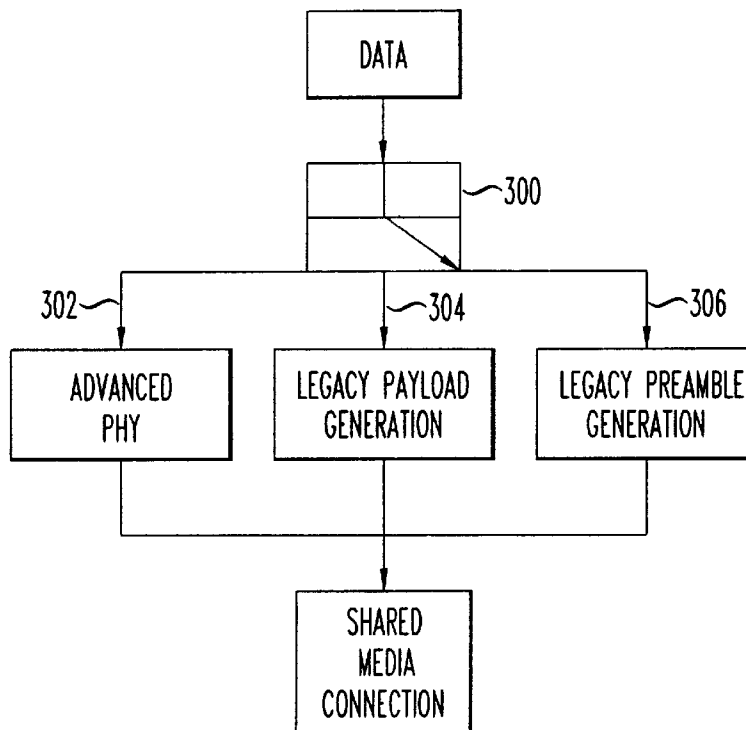 DATA
300
302
304
306
ADVANCED
PHY
LEGACY PAYLOAD
GENERATION
LEGACY PREAMBLE
GENERATION
SHARED
MEDIA
CONNECTION